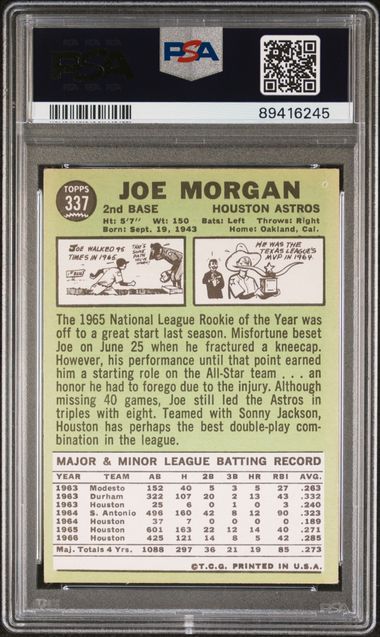 PSA
PSA
89416245
TOPPS
337
JOE MORGAN
2nd BASE HOUSTON ASTROS
Ht: 5'7" Wt: 150 Bats: Left Throws: Right
Born: Sept. 19, 1943 Home: Oakland, Cal.
JOE WALKED 95
TIMES IN 1966
HE WAS THE
TEXAS LEAGUE'S
MVP IN 1964
The 1965 National League Rookie of the Year was
off to a great start last season. Misfortune beset
Joe on June 25 when he fractured a kneecap.
However, his performance until that point earned
him a starting role on the All-Star team . . . an
honor he had to forego due to the injury. Although
missing 40 games, Joe still led the Astros in
triples with eight. Teamed with Sonny Jackson,
Houston has perhaps the best double-play com-
bination in the league.
MAJOR & MINOR LEAGUE BATTING RECORD
YEAR TEAM AB H 2B 3B HR RBI AVG.
1963 Modesto 152 40 5 3 5 27 .263
1963 Durham 322 107 20 2 13 43 .332
1963 Houston 25 6 0 1 0 3 .240
1964 S. Antonio 496 160 42 8 12 90 .323
1964 Houston 37 7 0 0 0 0 .189
1965 Houston 601 163 22 12 14 40 .271
1966 Houston 425 121 14 8 5 42 .285
Maj. Totals 4 Yrs. 1088 297 36 21 19 85 .273
©T.C.G. PRINTED IN U.S.A.